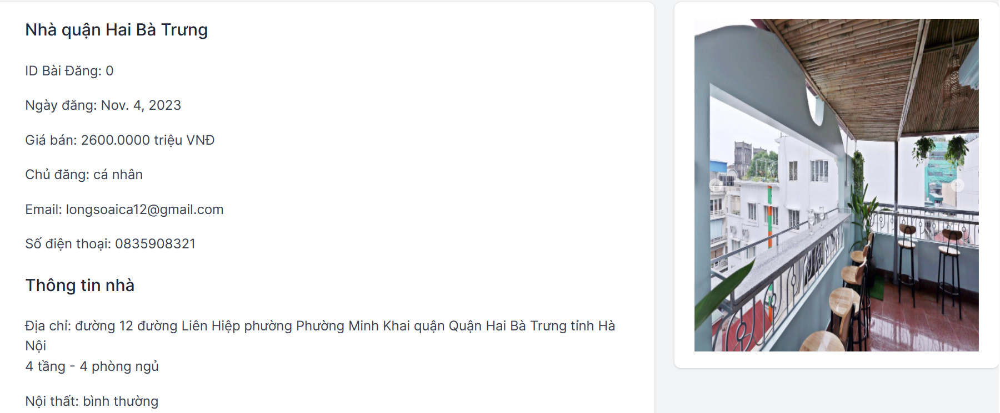 Nhà quận Hai Bà Trưng
ID Bài Đăng: 0
Ngày đăng: Nov. 4, 2023
Giá bán: 2600.0000 triệu VNĐ
Chủ đăng: cá nhân
Email: longsoaica12@gmail.com
Số điện thoại: 0835908321
Thông tin nhà
Địa chỉ: đường 12 đường Liên Hiệp phường Phường Minh Khai quận Quận Hai Bà Trưng tỉnh Hà
Nội
4 tầng - 4 phòng ngủ
Nội thất: bình thường